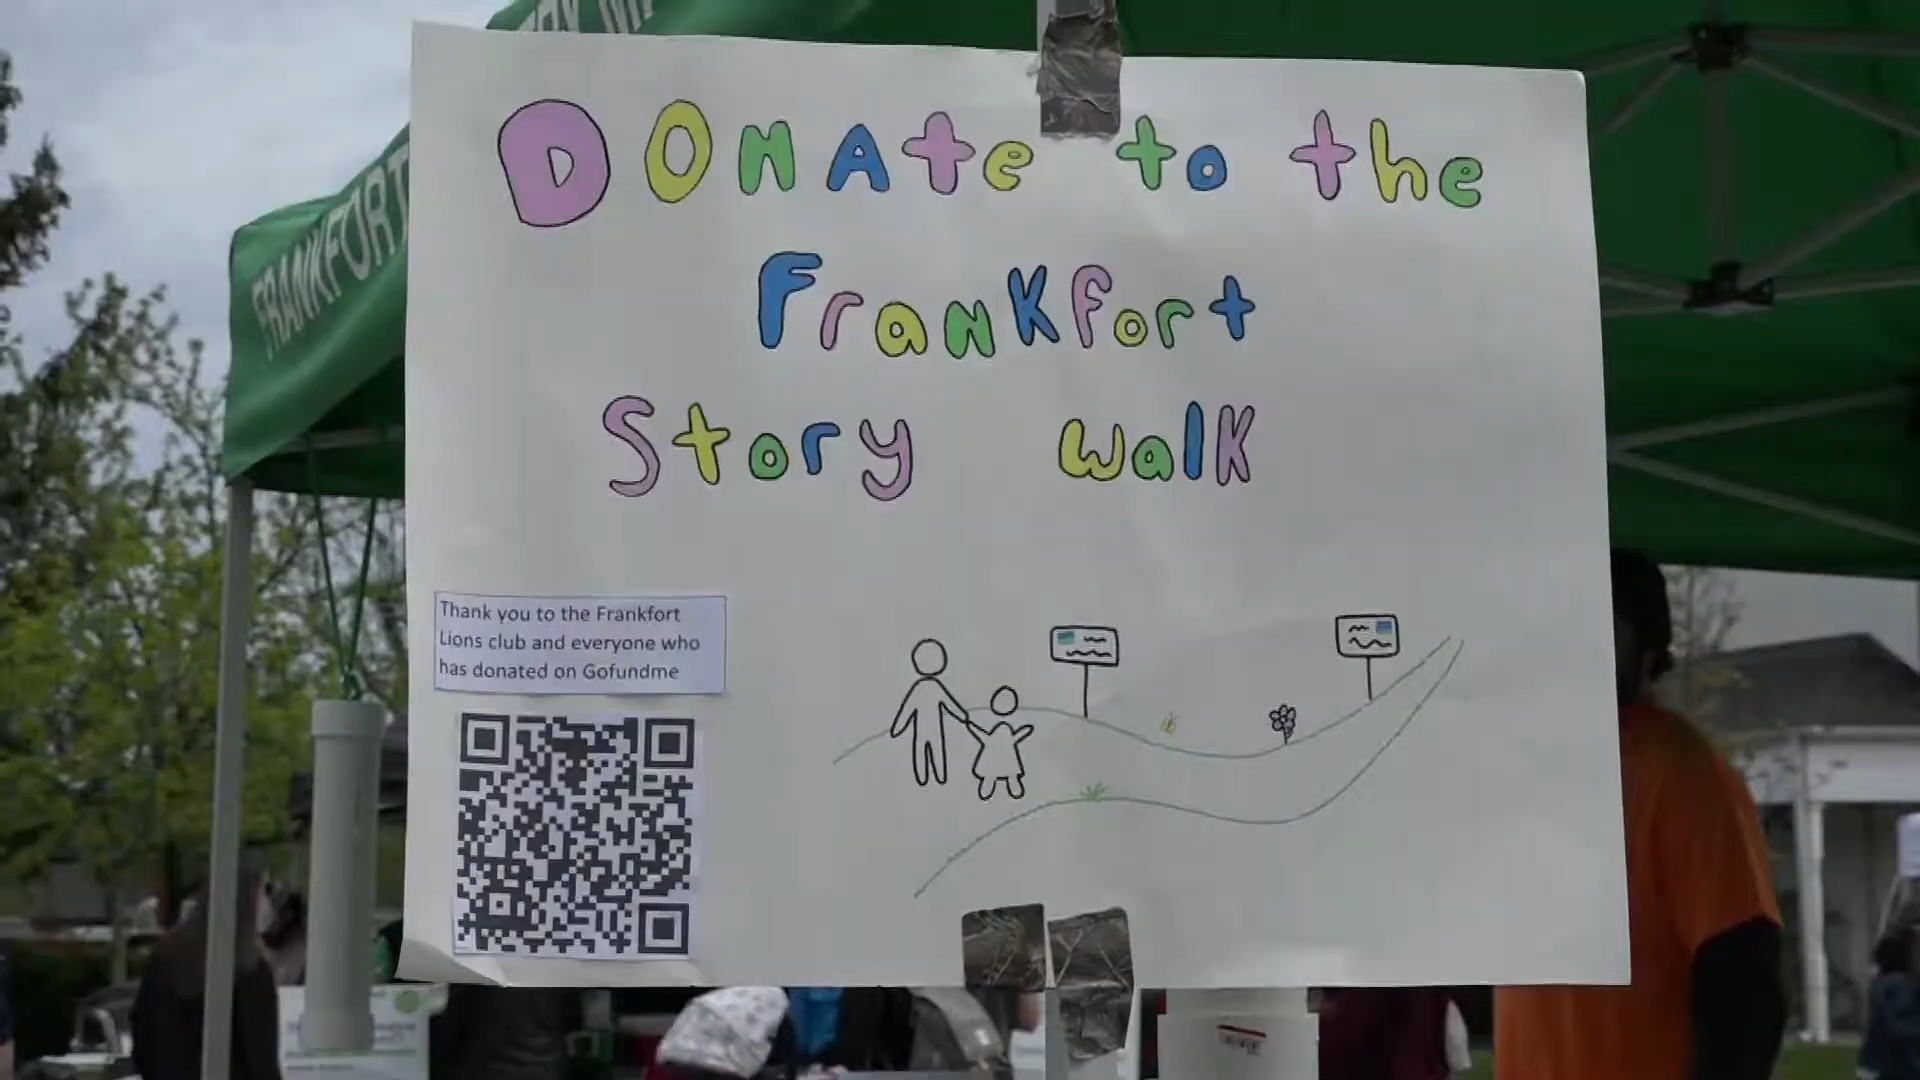 FRANKFORT
DONAte to the
Frankfort
Story walk
Thank you to the Frankfort
Lions club and everyone who
has donated on Gofundme